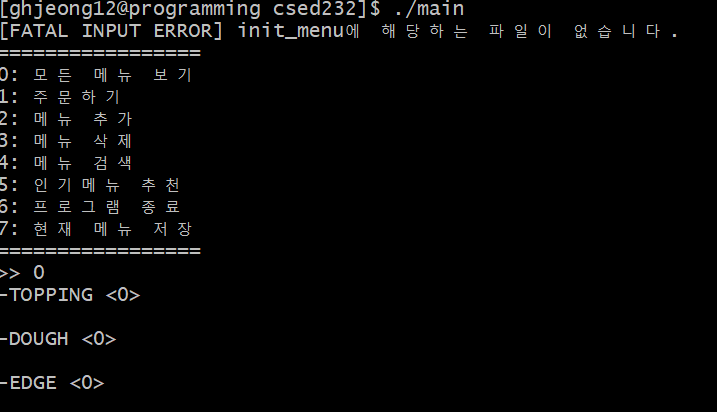 [ghjeong12@programming csed232]$ ./main
[FATAL INPUT ERROR] init_menu에 해당하는 파일이 없습니다.
=================
0: 모든 메뉴 보기
1: 주문하기
2: 메뉴 추가
3: 메뉴 삭제
4: 메뉴 검색
5: 인기메뉴 추천
6: 프로그램 종료
7: 현재 메뉴 저장
=================
>> 0
-TOPPING <0>
-DOUGH <0>
-EDGE <0>